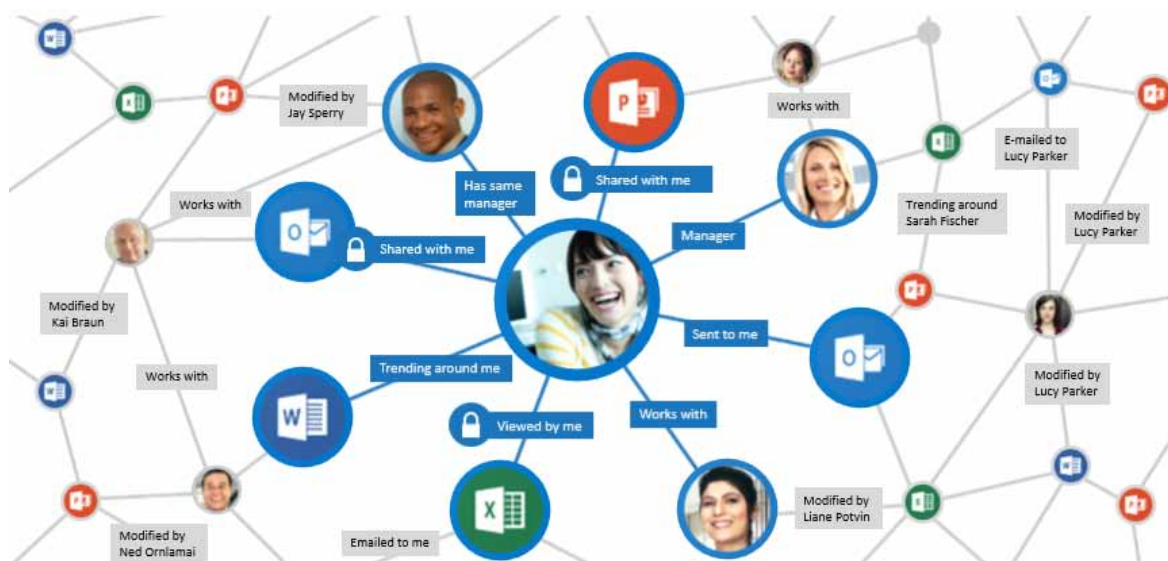 Modified by
Jay Sperry
Works with
E-mailed to
Lucy Parker
Has same
manager
Shared with me
Trending around
Sarah Fischer
Works with
Manager
Modified by
Lucy Parker
Shared with me
Modified by
Kai Braun
Sent to me
Works with
Trending around me
Modified by
Lucy Parker
Viewed by me
Works with
Modified by
Liane Potvin
Modified by
Ned Ornlamai
Emailed to me
P
X
P
P
O
P
X
O
P
W
O
W
W
P
X
X
P
W